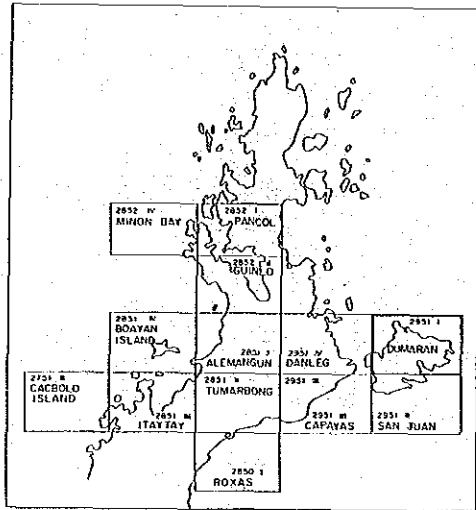 2852 IV
MINON BAY
2852 I
PANCOL
2852 II
GUINLO
2851 IV
BOAYAN
ISLAND
2851 I
ALEMANGUN
2951 IV
DANLEG
2951 I
DUMARAN
2751 II
CACBOLO
ISLAND
2851 III
ITAYTAY
2851 II
TUMARBONG
2951 III
2951 III
CAPAYAS
2951 II
SAN JUAN
2850 I
ROXAS